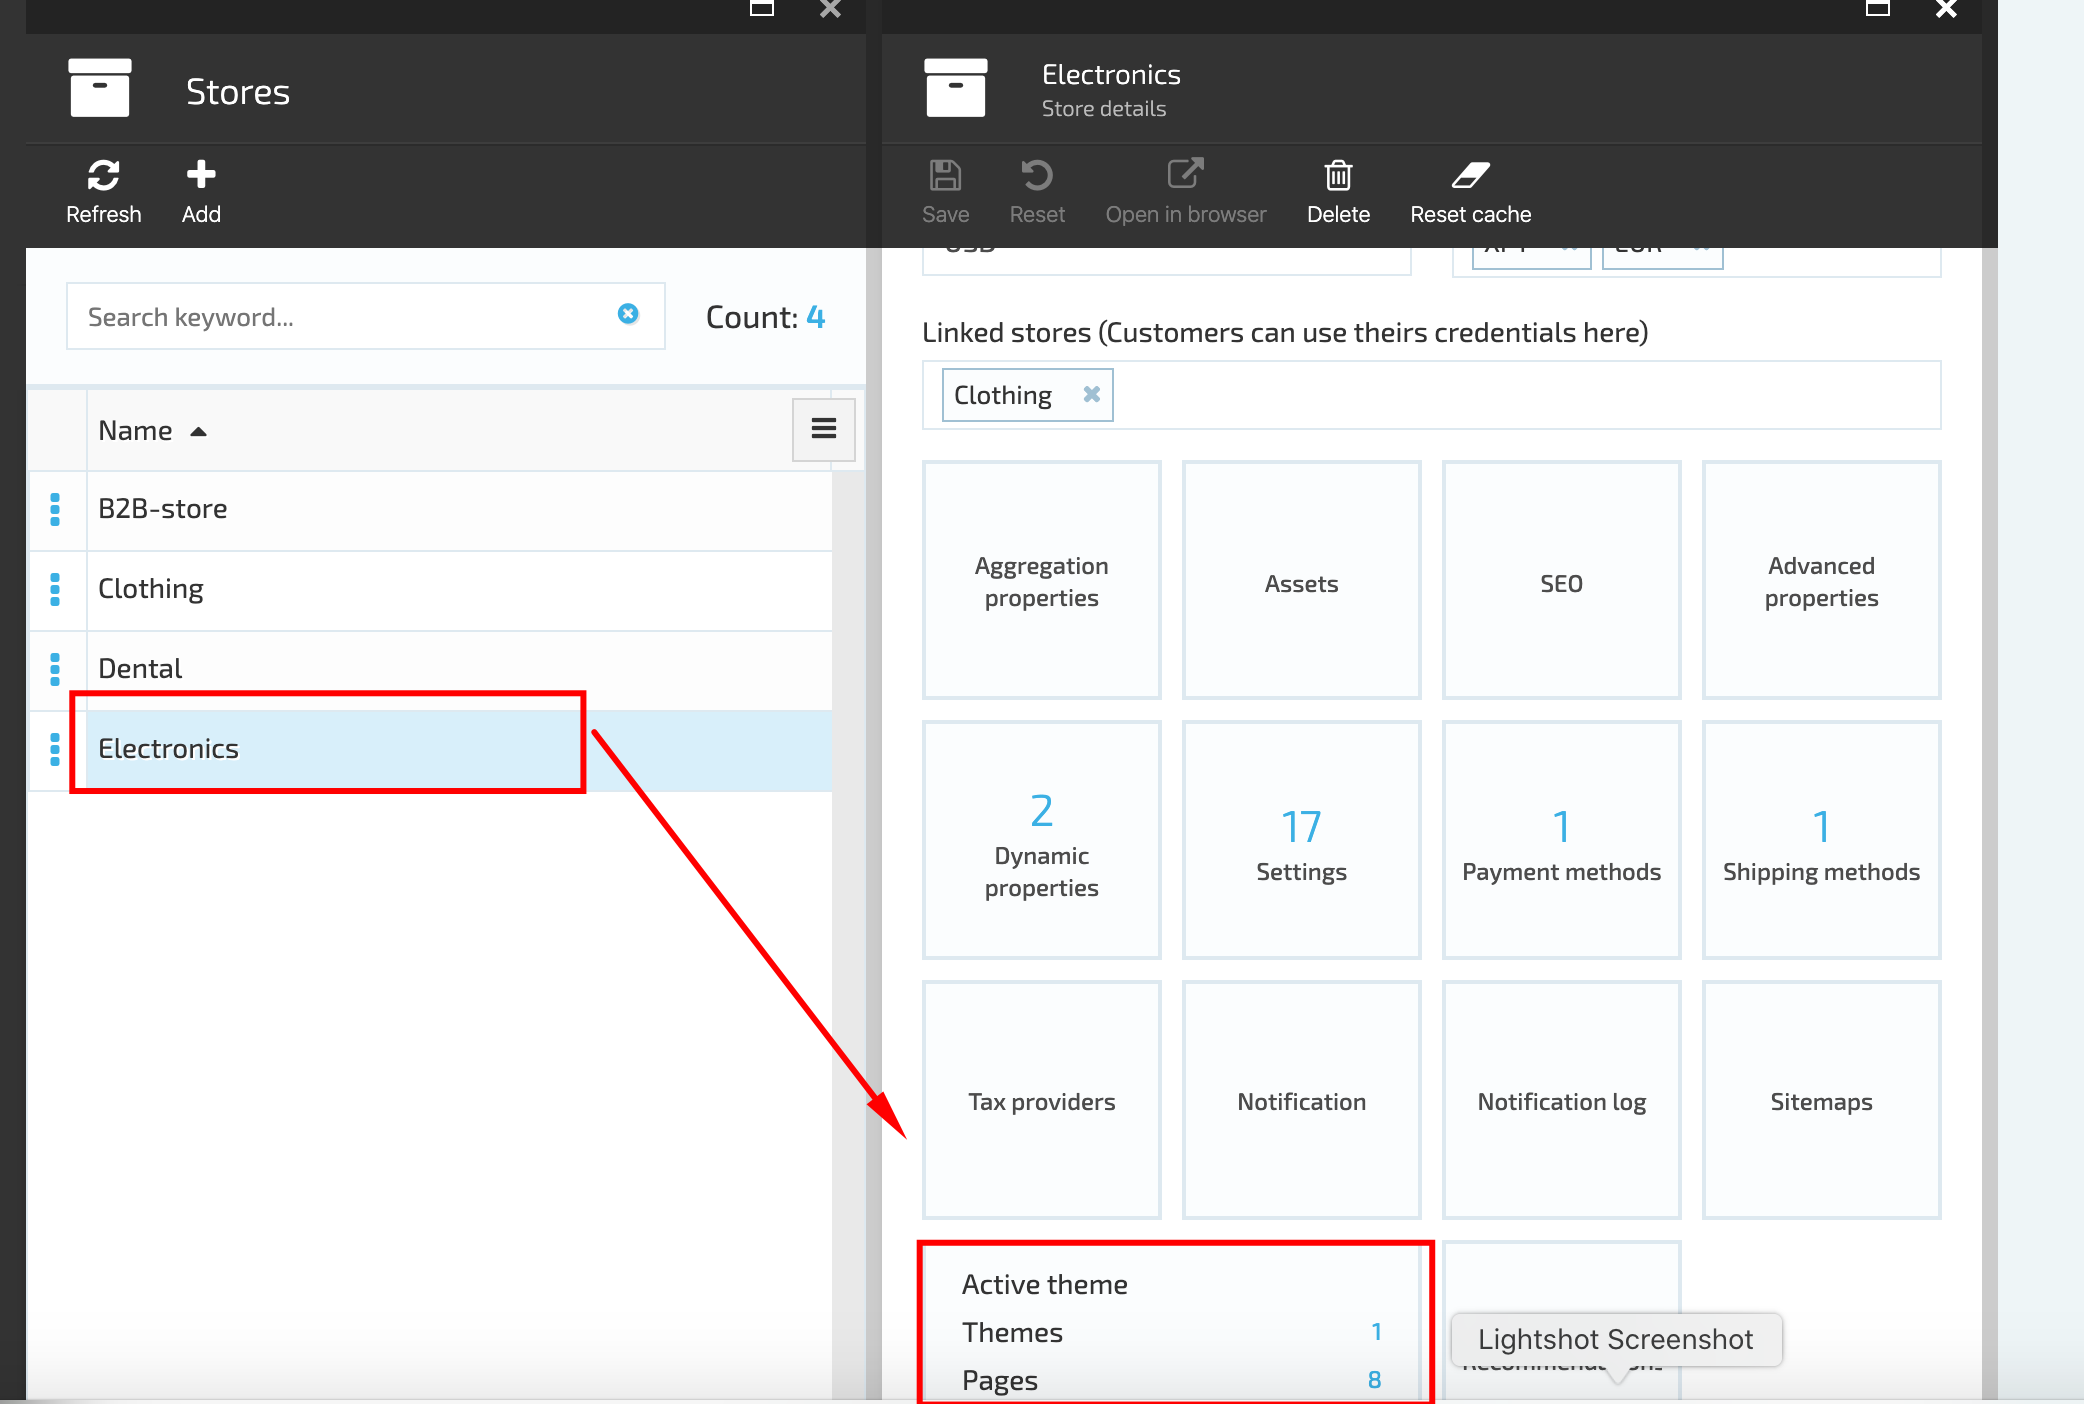 Stores
Refresh
Add
Search keyword...
Count: 4
Name
B2B-store
Clothing
Dental
Electronics
Electronics
Store details
Save
Reset
Open in browser
Delete
Reset cache
Linked stores (Customers can use theirs credentials here)
Clothing
Aggregation
properties
Assets
SEO
Advanced
properties
2
Dynamic
properties
17
Settings
1
Payment methods
1
Shipping methods
Tax providers
Notification
Notification log
Sitemaps
Active theme
Themes 1
Pages 8
Lightshot Screenshot